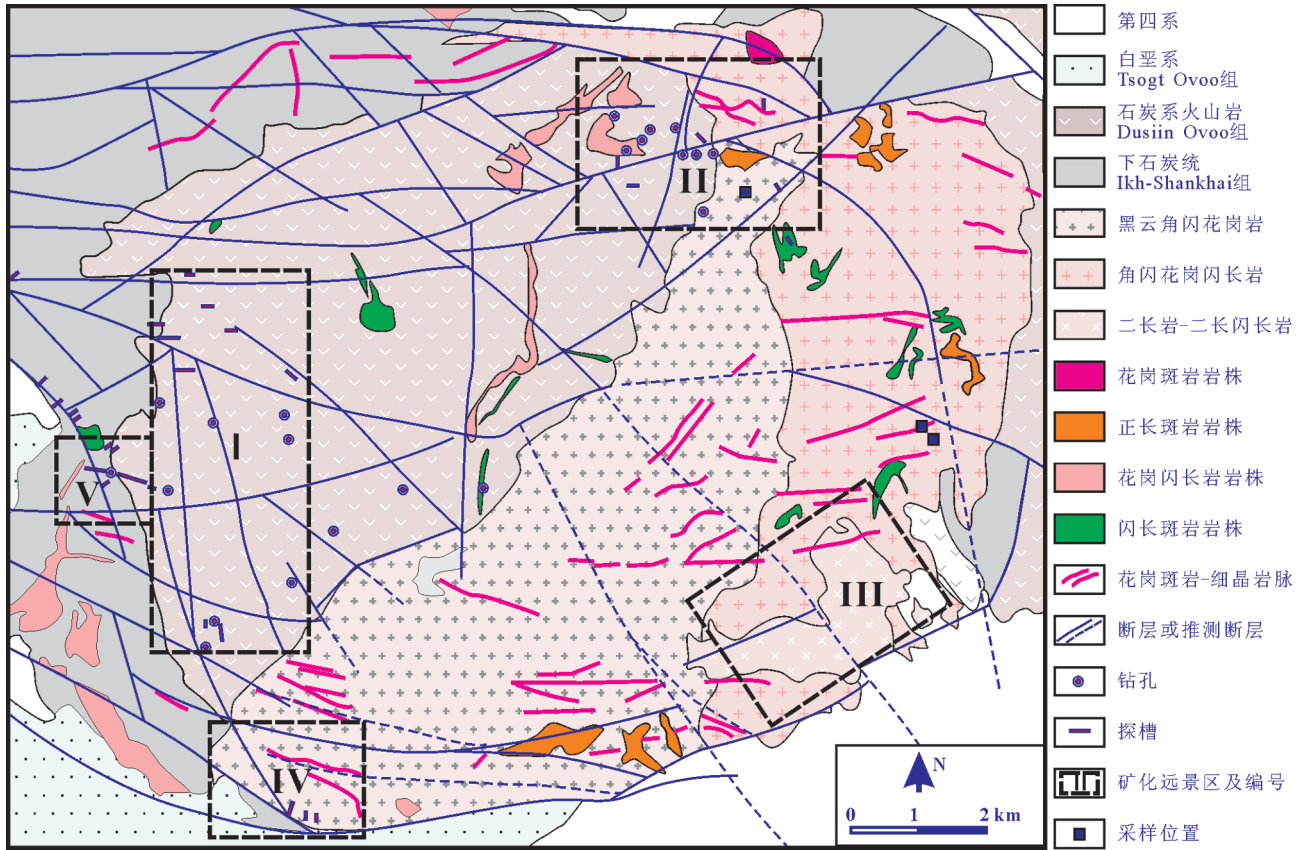 II
I
V
III
IV
N
0 1 2 km
第四系
白垩系
Tsogt Ovoo组
石炭系火山岩
Dusiin Ovoo组
下石炭统
Ikh-Shankhai组
黑云角闪花岗岩
角闪花岗闪长岩
二长岩-二长闪长岩
花岗斑岩岩株
正长斑岩岩株
花岗闪长岩岩株
闪长斑岩岩株
花岗斑岩-细晶岩脉
断层或推测断层
钻孔
探槽
矿化远景区及编号
采样位置